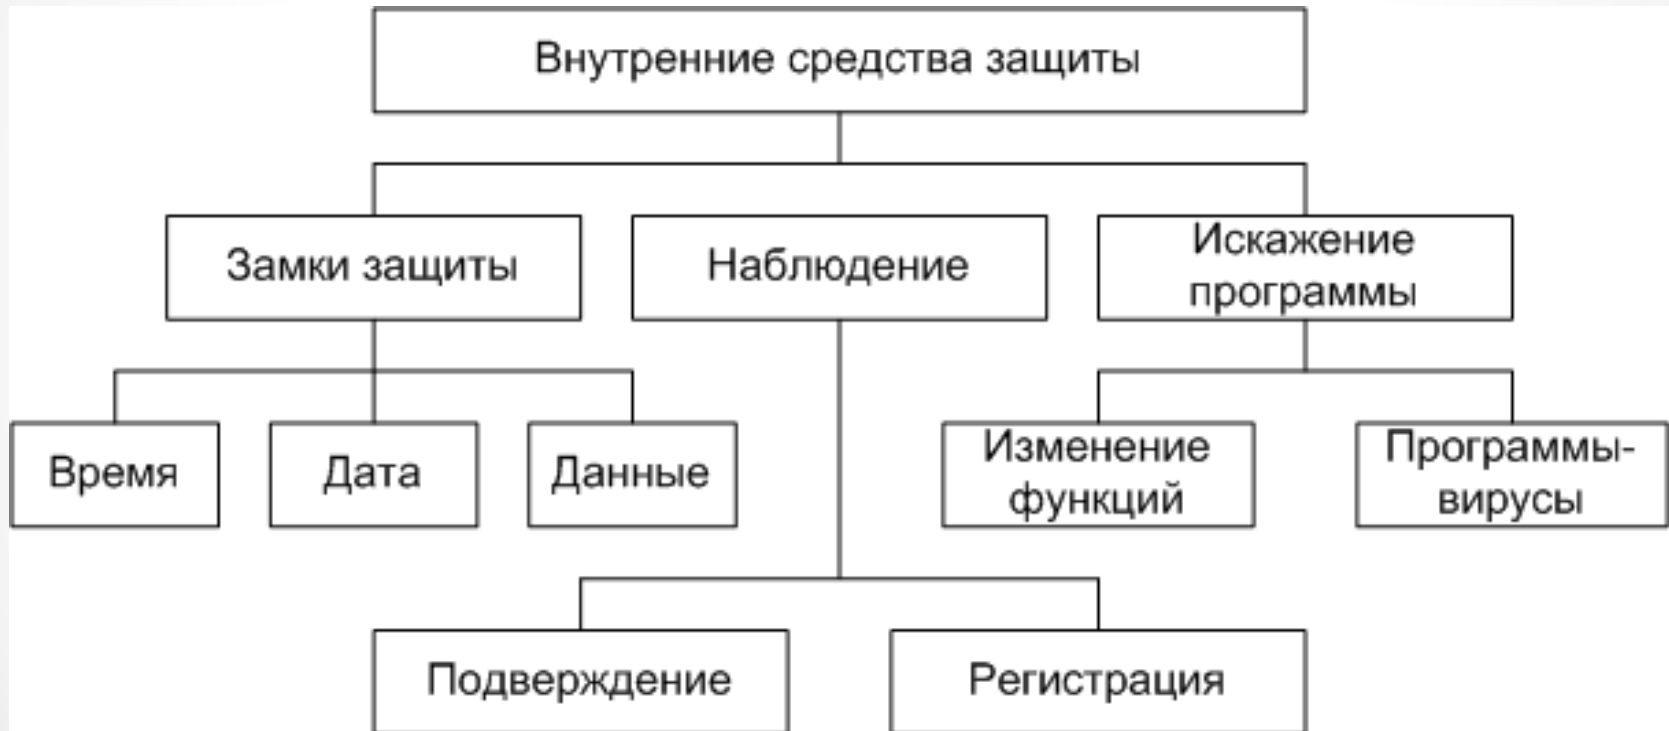 Внутренние средства защиты
Замки защиты
Наблюдение
Искажение
программы
Время
Дата
Данные
Изменение
функций
Программы-
вирусы
Подверждение
Регистрация